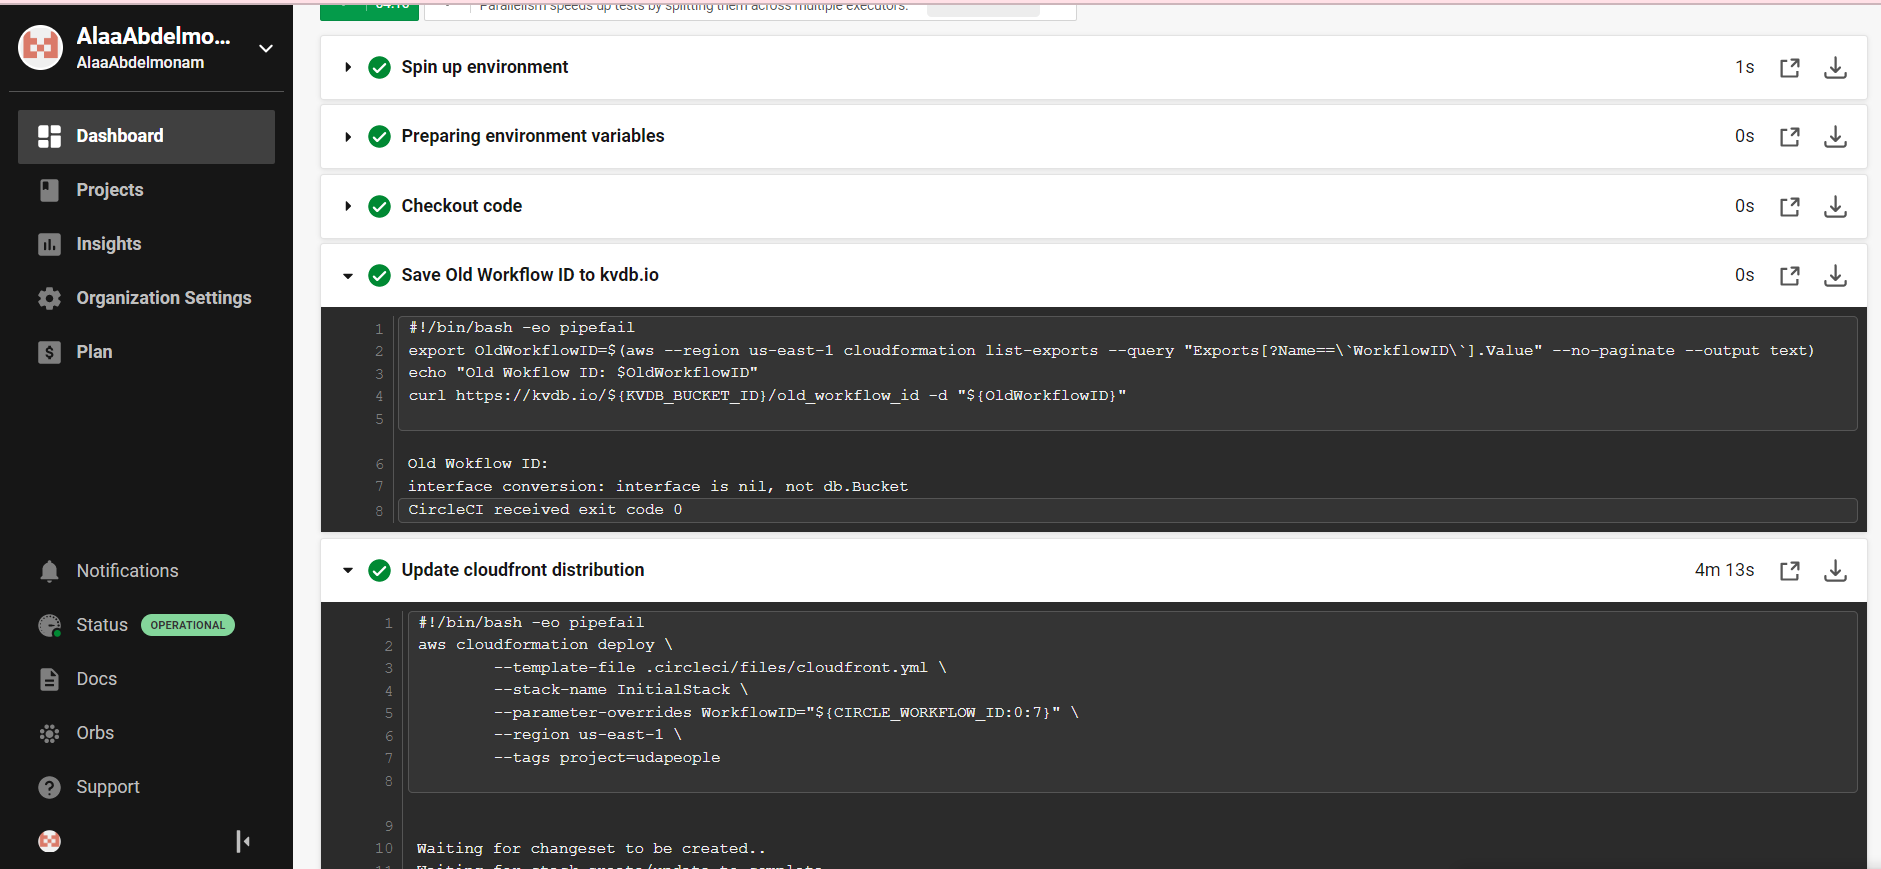 AlaaAbdelmo...
AlaaAbdelmonam
Dashboard
Projects
Insights
Organization Settings
Plan
Notifications
Status OPERATIONAL
Docs
Orbs
Support
Parallelism speeds up tests by splitting them across multiple executors.
Spin up environment 1s
Preparing environment variables 0s
Checkout code 0s
Save Old Workflow ID to kvdb.io 0s
1 #!/bin/bash -eo pipefail
2 export OldWorkflowID=$(aws --region us-east-1 cloudformation list-exports --query "Exports[?Name==\`WorkflowID\`].Value" --no-paginate --output text)
3 echo "Old Wokflow ID: $OldWorkflowID"
4 curl https://kvdb.io/${KVDB_BUCKET_ID}/old_workflow_id -d "${OldWorkflowID}"
5
6 Old Wokflow ID:
7 interface conversion: interface is nil, not db.Bucket
8 CircleCI received exit code 0
Update cloudfront distribution 4m 13s
1 #!/bin/bash -eo pipefail
2 aws cloudformation deploy \
3 --template-file .circleci/files/cloudfront.yml \
4 --stack-name InitialStack \
5 --parameter-overrides WorkflowID="${CIRCLE_WORKFLOW_ID:0:7}" \
6 --region us-east-1 \
7 --tags project=udapeople
8
9
10 Waiting for changeset to be created..
11 Waiting for stack create/update to complete